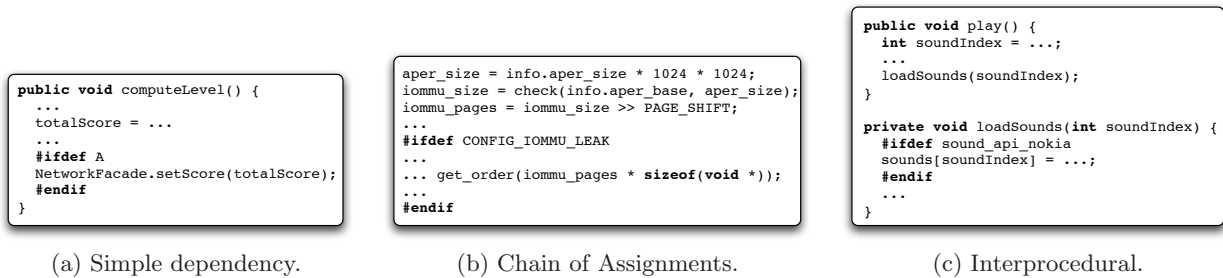 public void computeLevel() {
...
totalScore = ...
...
#ifdef A
NetworkFacade.setScore(totalScore);
#endif
}
(a) Simple dependency.
aper_size = info.aper_size * 1024 * 1024;
iommu_size = check(info.aper_base, aper_size);
iommu_pages = iommu_size >> PAGE_SHIFT;
...
#ifdef CONFIG_IOMMU_LEAK
...
... get_order(iommu_pages * sizeof(void *));
...
#endif
(b) Chain of Assignments.
public void play() {
int soundIndex = ...;
...
loadSounds(soundIndex);
}
private void loadSounds(int soundIndex) {
#ifdef sound_api_nokia
sounds[soundIndex] = ...;
#endif
...
}
(c) Interprocedural.